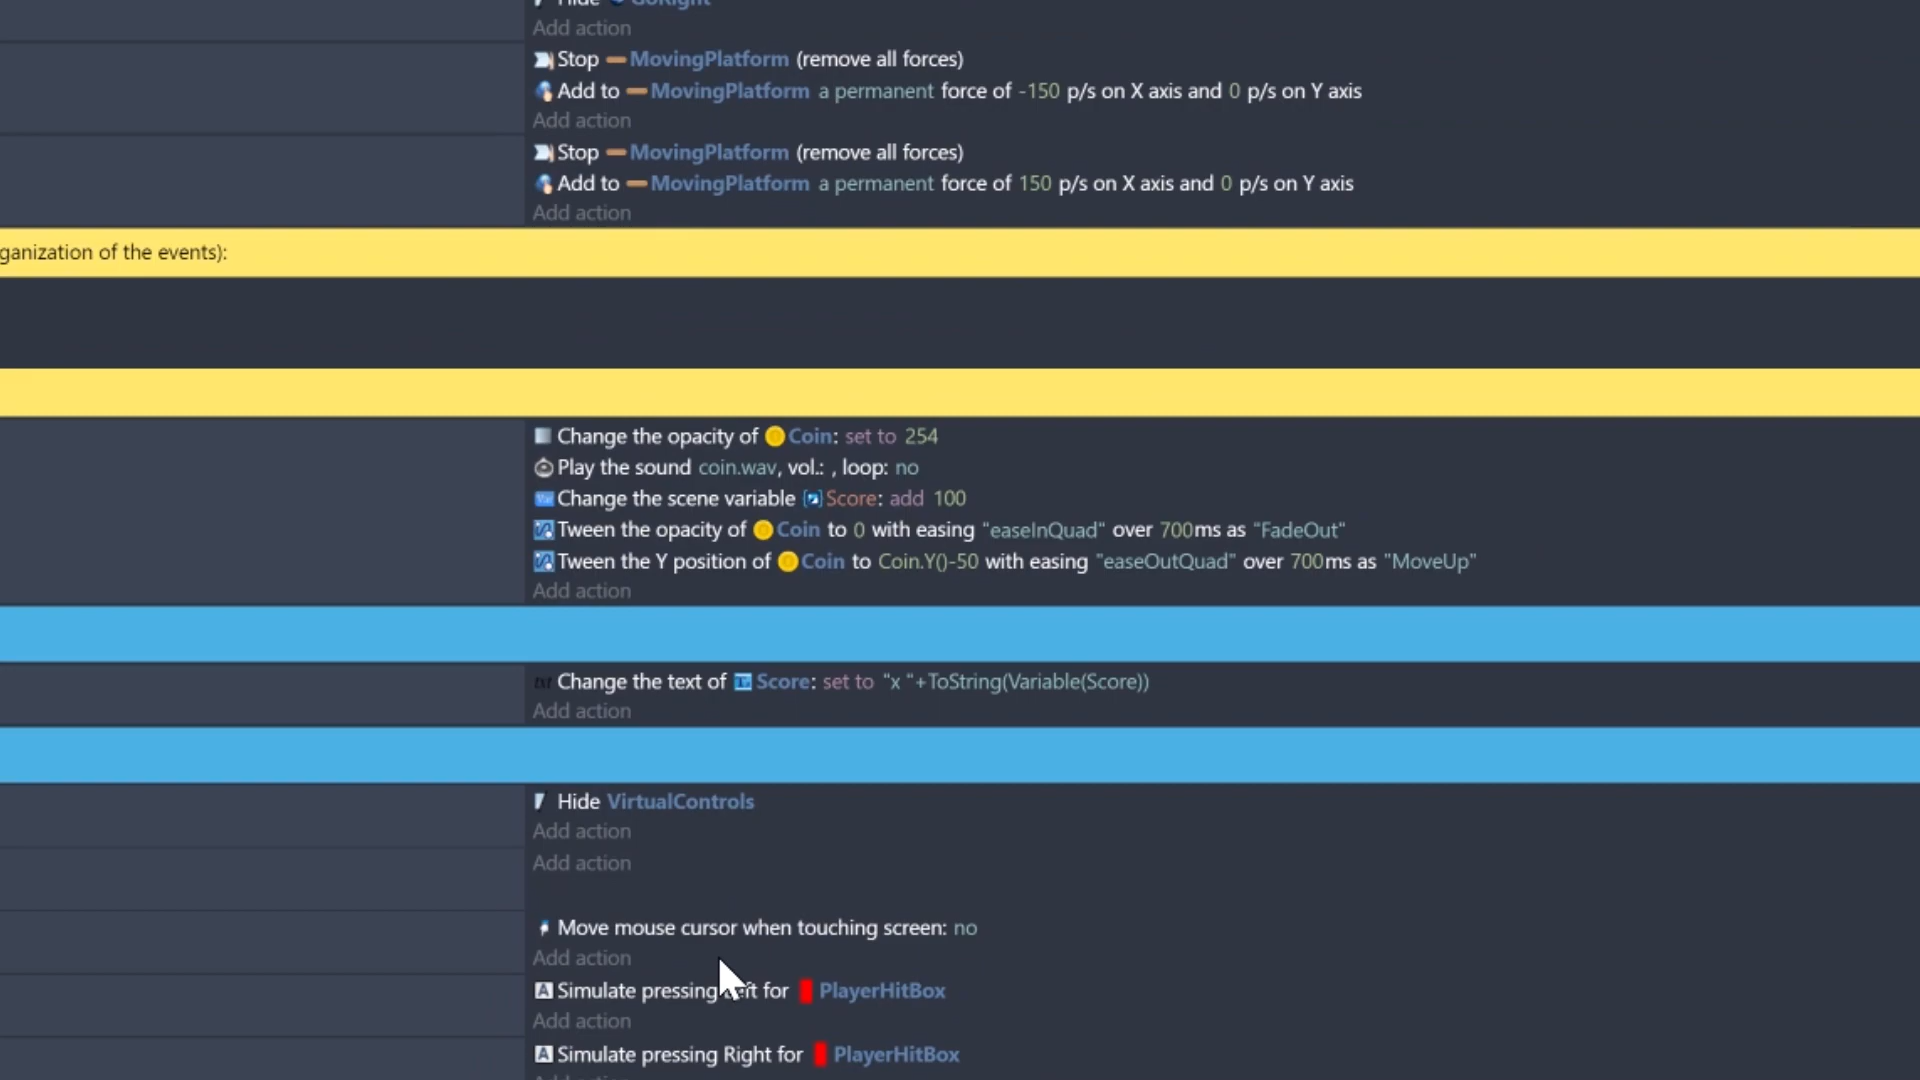 Hide GoRight
Add action
Stop MovingPlatform (remove all forces)
Add to MovingPlatform a permanent force of -150 p/s on X axis and 0 p/s on Y axis
Add action
Stop MovingPlatform (remove all forces)
Add to MovingPlatform a permanent force of 150 p/s on X axis and 0 p/s on Y axis
Add action
ganization of the events):
Change the opacity of Coin: set to 254
Play the sound coin.wav, vol.: , loop: no
Change the scene variable Score: add 100
Tween the opacity of Coin to 0 with easing "easeInQuad" over 700ms as "FadeOut"
Tween the Y position of Coin to Coin.Y()-50 with easing "easeOutQuad" over 700ms as "MoveUp"
Add action
Change the text of Score: set to "x "+ToString(Variable(Score))
Add action
Hide VirtualControls
Add action
Add action
Move mouse cursor when touching screen: no
Add action
Simulate pressing Left for PlayerHitBox
Add action
Simulate pressing Right for PlayerHitBox